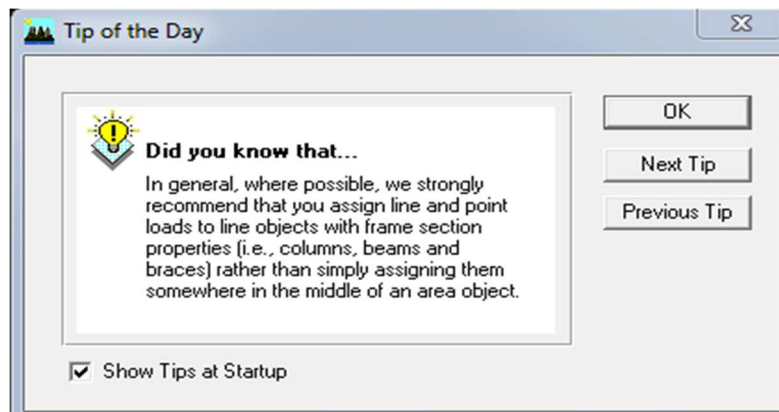 Tip of the Day
Did you know that...
In general, where possible, we strongly
recommend that you assign line and point
loads to line objects with frame section
properties (i.e., columns, beams and
braces) rather than simply assigning them
somewhere in the middle of an area object.
OK
Next Tip
Previous Tip
Show Tips at Startup